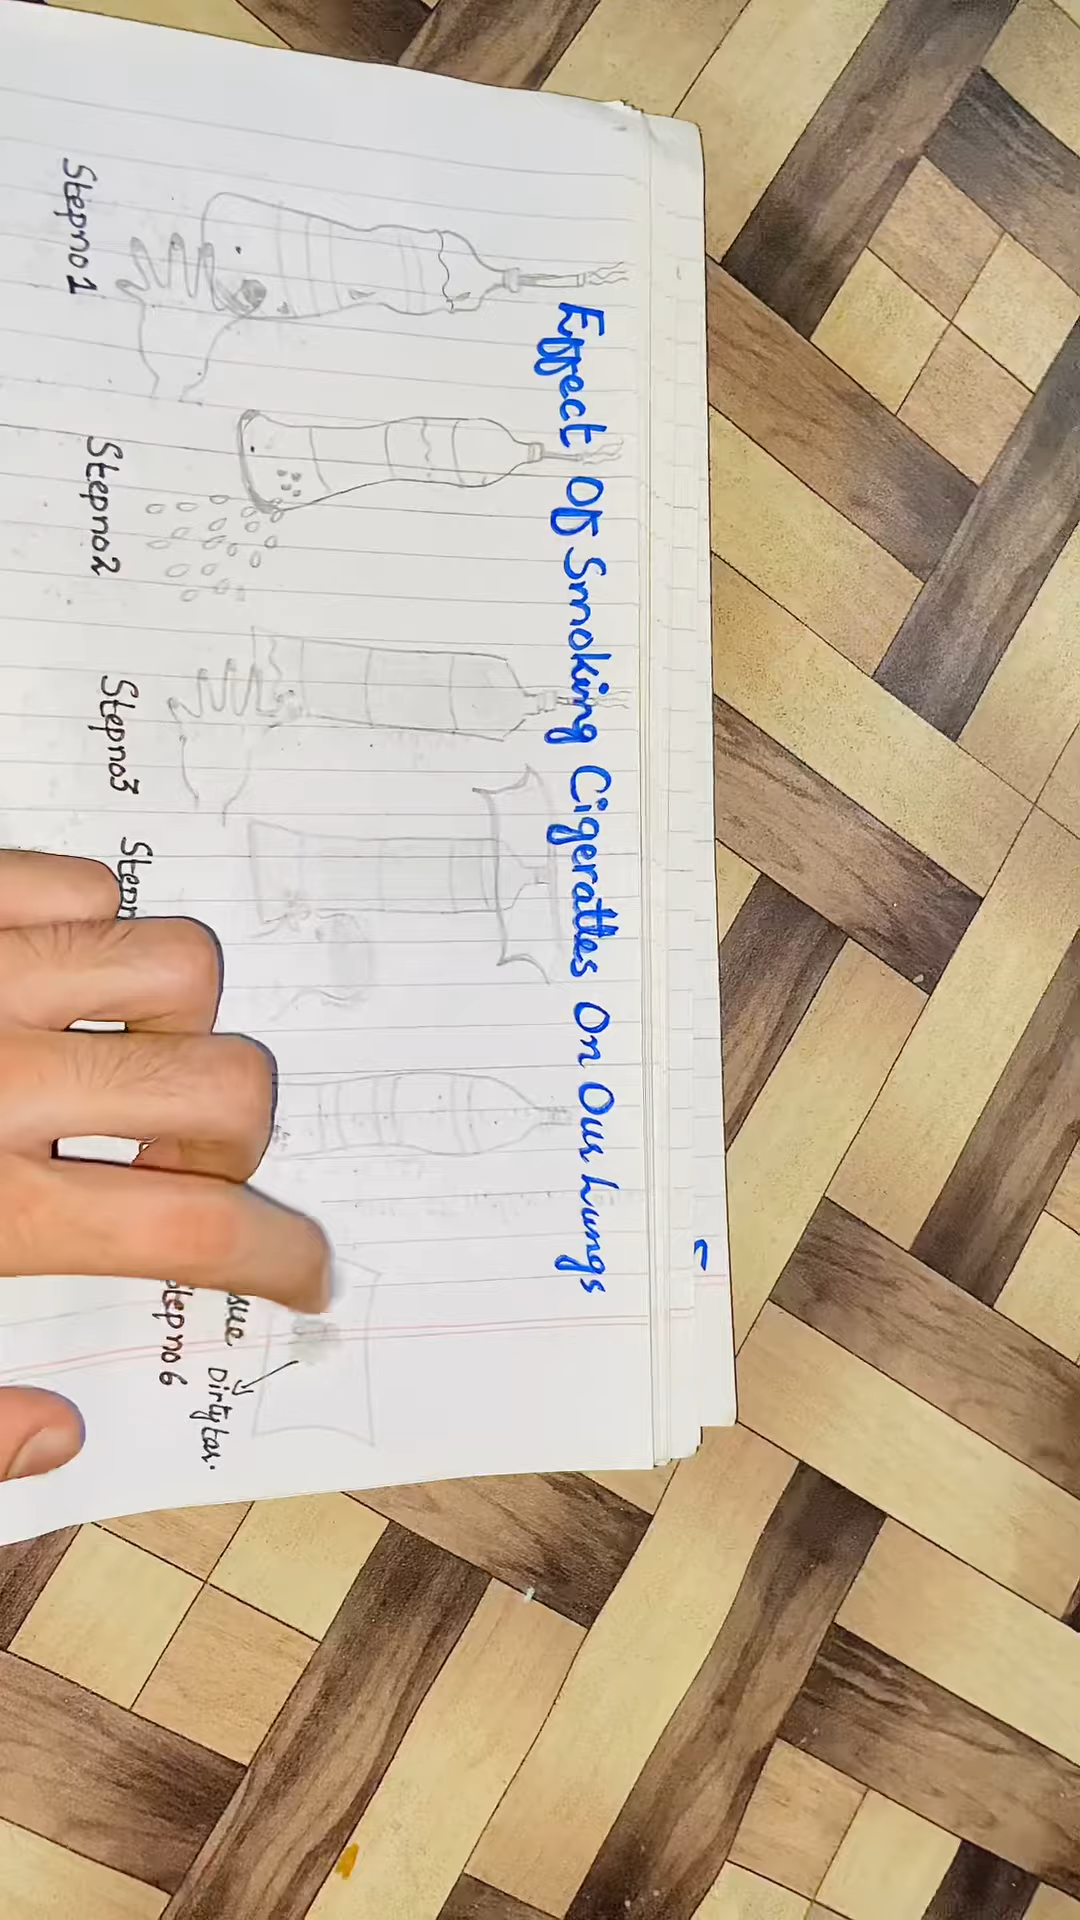 Effect Of Smoking Cigerattes On Our Lungs
Stepno1
Stepno2
Stepno3
Dirty tar.
Stepno6